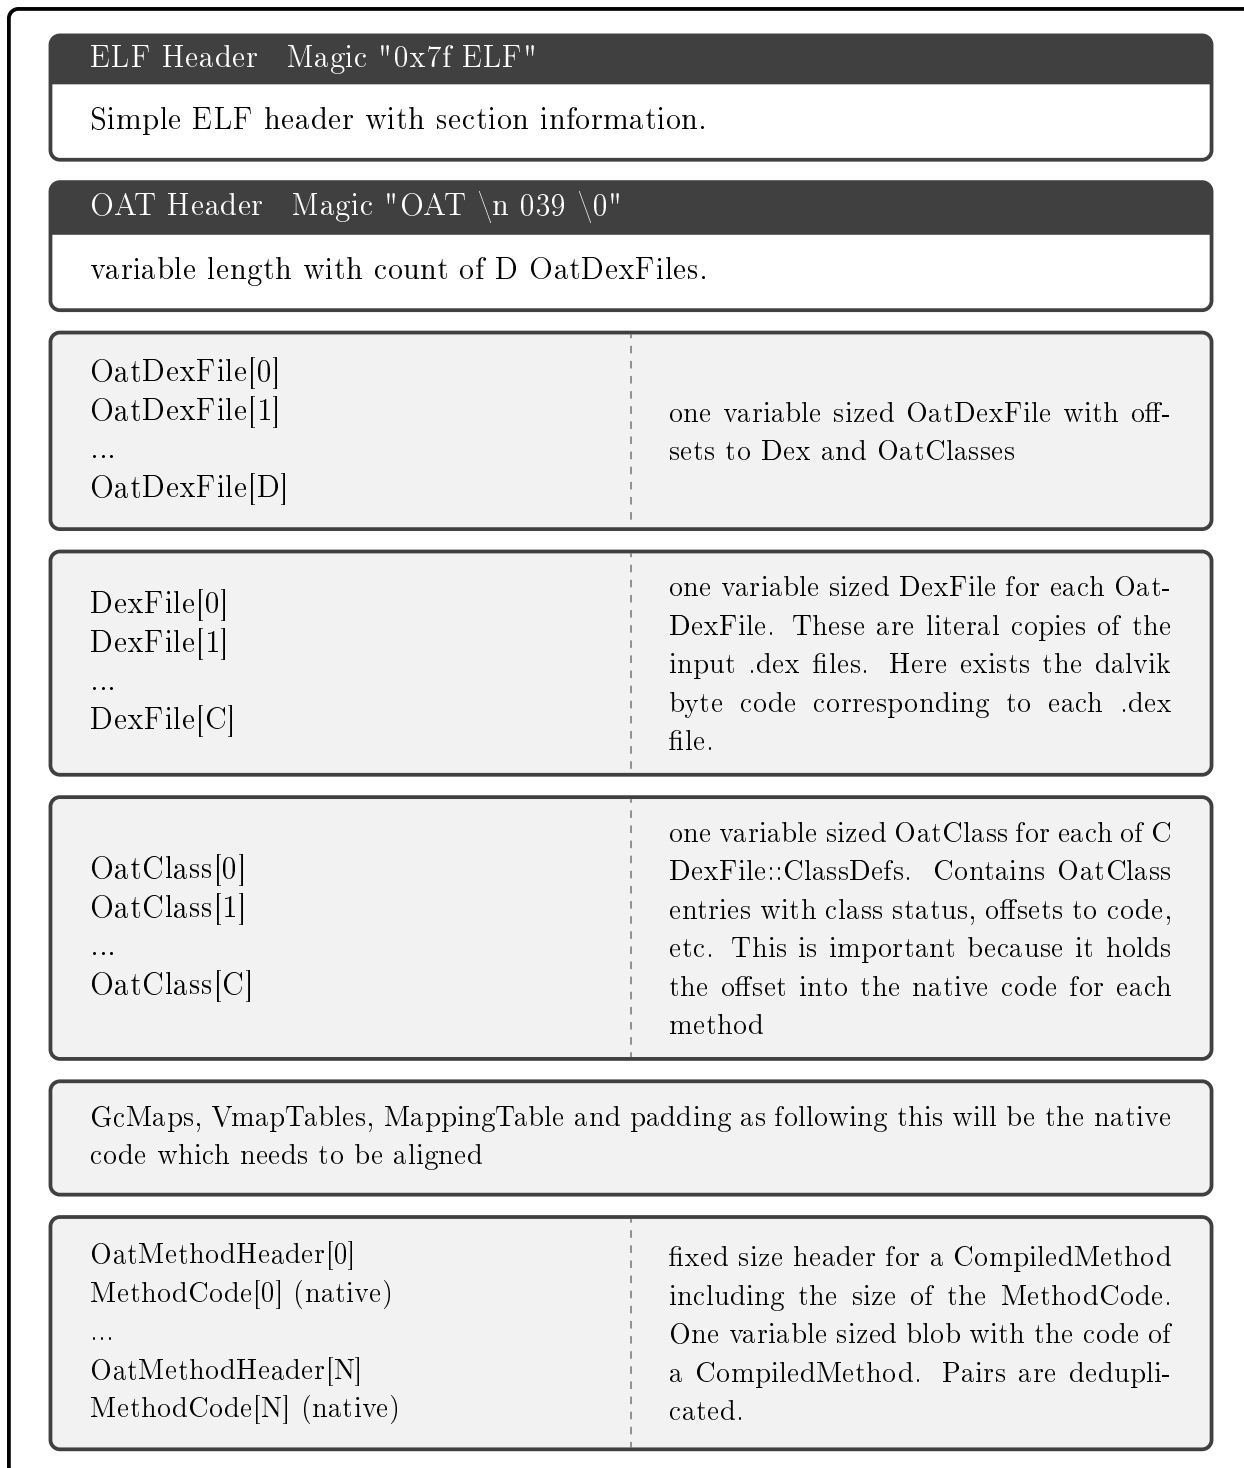 ELF Header Magic "0x7f ELF"
Simple ELF header with section information.
OAT Header Magic "OAT \n 039 \0"
variable length with count of D OatDexFiles.
OatDexFile[0]
OatDexFile[1]
...
OatDexFile[D]
one variable sized OatDexFile with off-
sets to Dex and OatClasses
DexFile[0]
DexFile[1]
...
DexFile[C]
one variable sized DexFile for each Oat-
DexFile. These are literal copies of the
input .dex files. Here exists the dalvik
byte code corresponding to each .dex
file.
OatClass[0]
OatClass[1]
...
OatClass[C]
one variable sized OatClass for each of C
DexFile::ClassDefs. Contains OatClass
entries with class status, offsets to code,
etc. This is important because it holds
the offset into the native code for each
method
GcMaps, VmapTables, MappingTable and padding as following this will be the native
code which needs to be aligned
OatMethodHeader[0]
MethodCode[0] (native)
...
OatMethodHeader[N]
MethodCode[N] (native)
fixed size header for a CompiledMethod
including the size of the MethodCode.
One variable sized blob with the code of
a CompiledMethod. Pairs are dedupli-
cated.